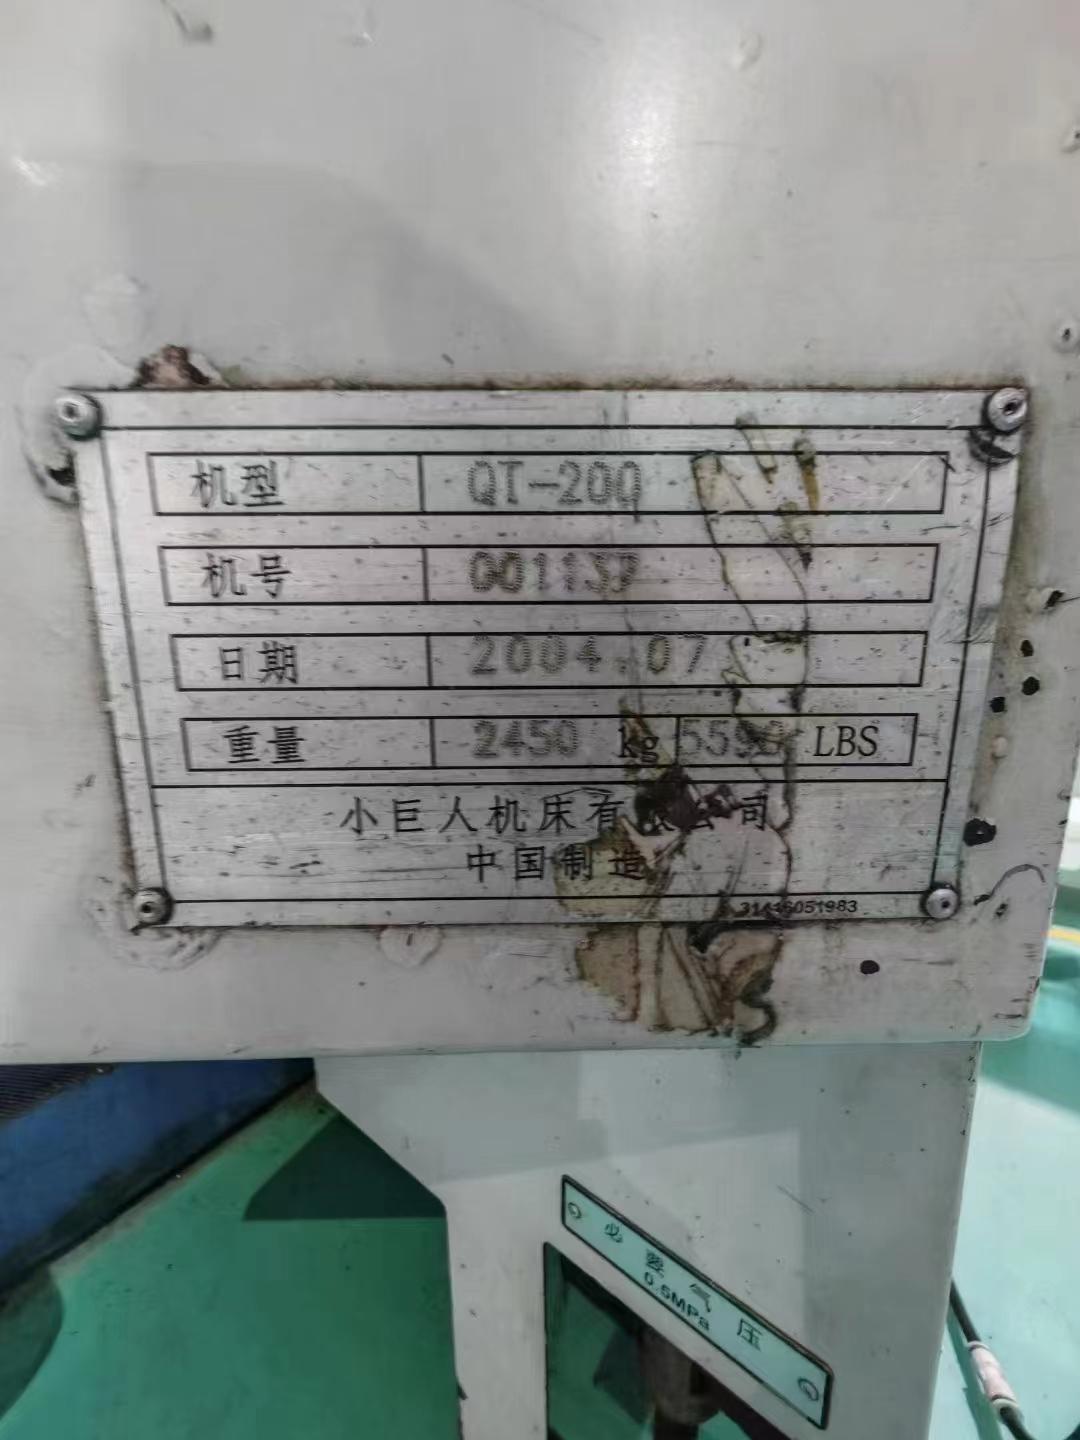 机型 QT-200
机号
日期 2004.07
重量 2450 kg LBS
小巨人机床有限公司
中国制造
31416051983
必要气压
0.5MPa